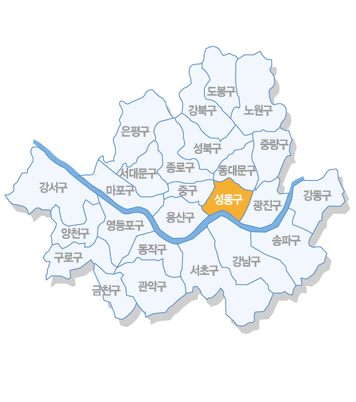 도봉구
노원구
강북구
은평구
성북구
중랑구
종로구
동대문구
서대문구
강서구
마포구
중구
성동구
광진구
강동구
용산구
영등포구
양천구
송파구
동작구
구로구
강남구
서초구
금천구
관악구